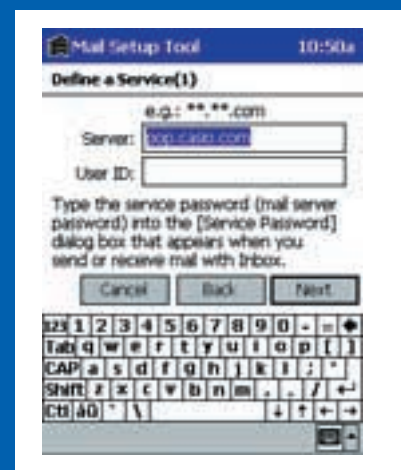 Mail Setup Tool 10:50a
Define a Service(1)
e.g.: **.**.com
Server: pop.casio.com
User ID:
Type the service password (mail server
password) into the [Service Password]
dialog box that appears when you
send or receive mail with Inbox.
Cancel Back Next
123 1 2 3 4 5 6 7 8 9 0 - =
Tab q w e r t y u i o p [ ]
CAP a s d f g h j k l ; '
Shift z x c v b n m , . /
Ctl áü ` \